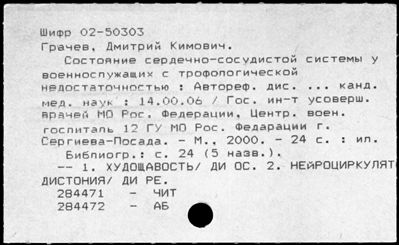 Шифр 02-50303
Грачев, Дмитрий Кимович.
Состояние сердечно-сосудистой системы у
военнослужащих с трофологической
недостаточностью : Автореф. дис. ... канд.
мед. наук : 14.00.06 / Гос. ин-т усоверш.
врачей МО Рос. Федерации, Центр. воен.
госпиталь 12 ГУ МО Рос. Федарации г.
Сергиева-Посада. - М., 2000. - 24 с. : ил.
Библиогр.: с. 24 (5 назв.).
-- 1. ХУДОЩАВОСТЬ/ ДИ ОС. 2. НЕЙРОЦИРКУЛЯТ
ДИСТОНИЯ/ ДИ РЕ.
284471 - ЧИТ
284472 - АБ